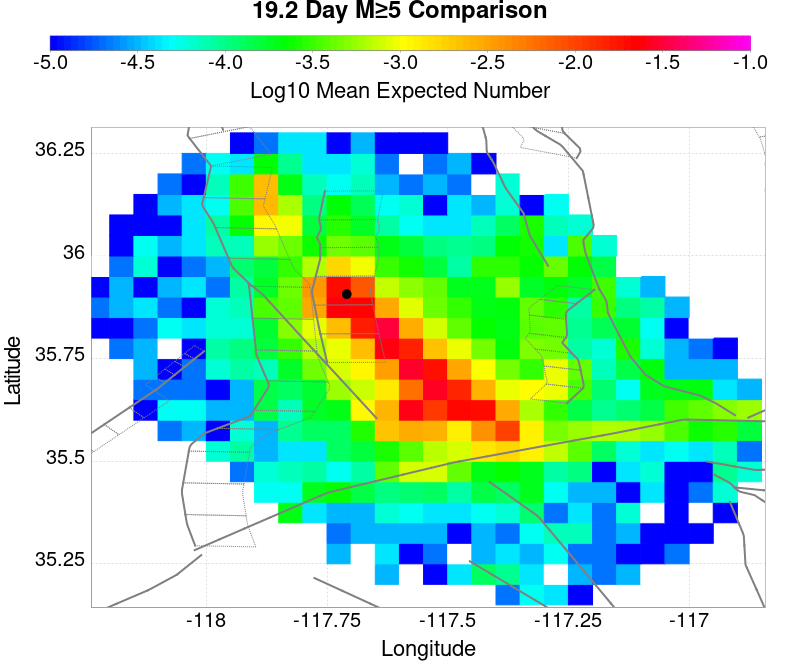 19.2 Day M≥5 Comparison
-5.0 -4.5 -4.0 -3.5 -3.0 -2.5 -2.0 -1.5 -1.0
Log10 Mean Expected Number
36.25
36
35.75
35.5
35.25
Latitude
-118 -117.75 -117.5 -117.25 -117
Longitude